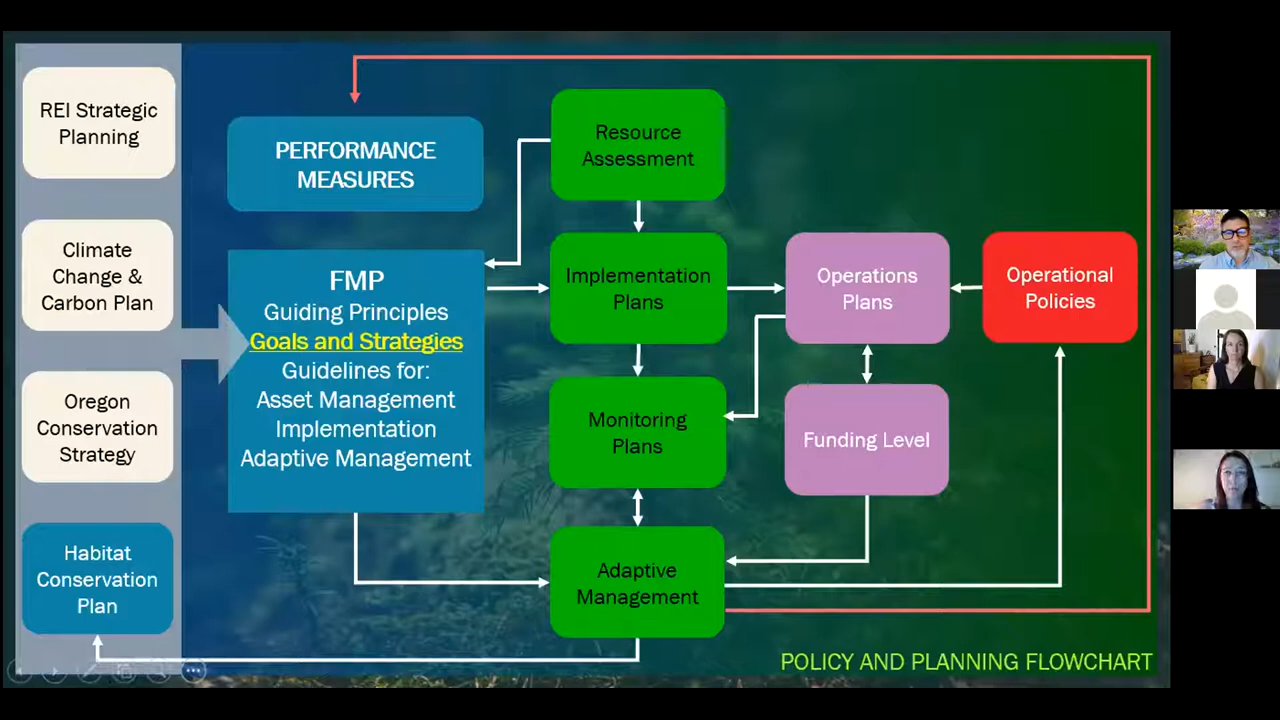 REI Strategic
Planning
Climate
Change &
Carbon Plan
Oregon
Conservation
Strategy
Habitat
Conservation
Plan
PERFORMANCE
MEASURES
FMP
Guiding Principles
Goals and Strategies
Guidelines for:
Asset Management
Implementation
Adaptive Management
Resource
Assessment
Implementation
Plans
Monitoring
Plans
Adaptive
Management
Operations
Plans
Funding Level
Operational
Policies
POLICY AND PLANNING FLOWCHART